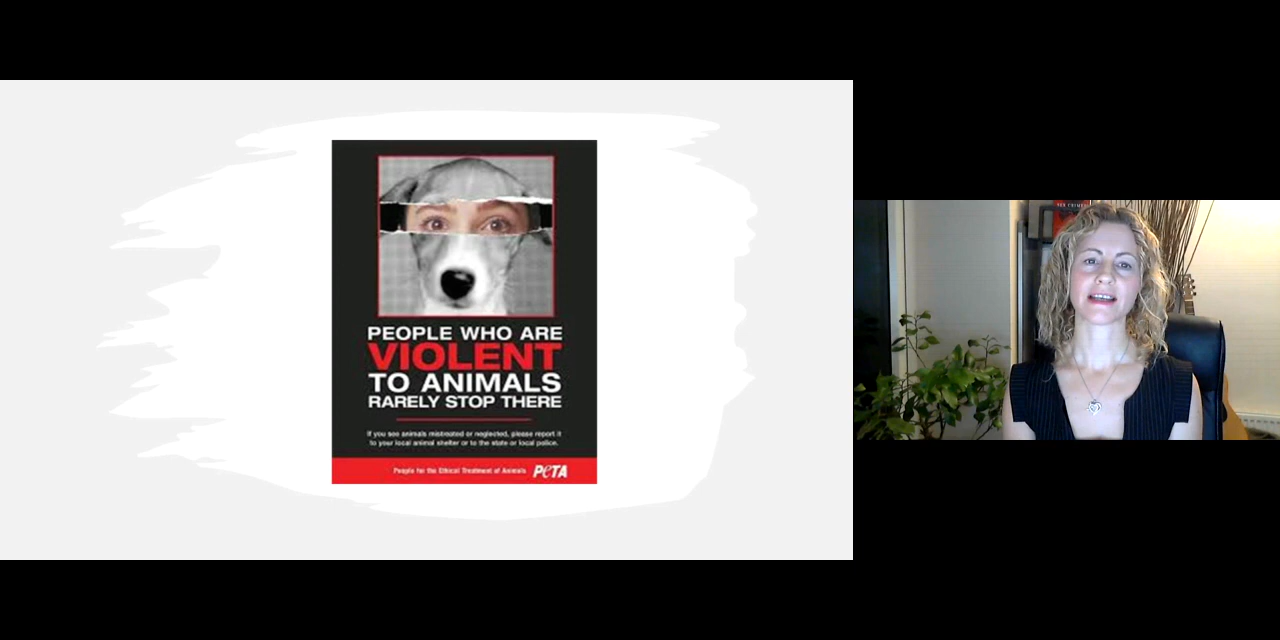 PEOPLE WHO ARE
VIOLENT
TO ANIMALS
RARELY STOP THERE
If you see animals mistreated or neglected, please report it
to your local animal shelter or to the state or local police.
People for the Ethical Treatment of Animals PeTA